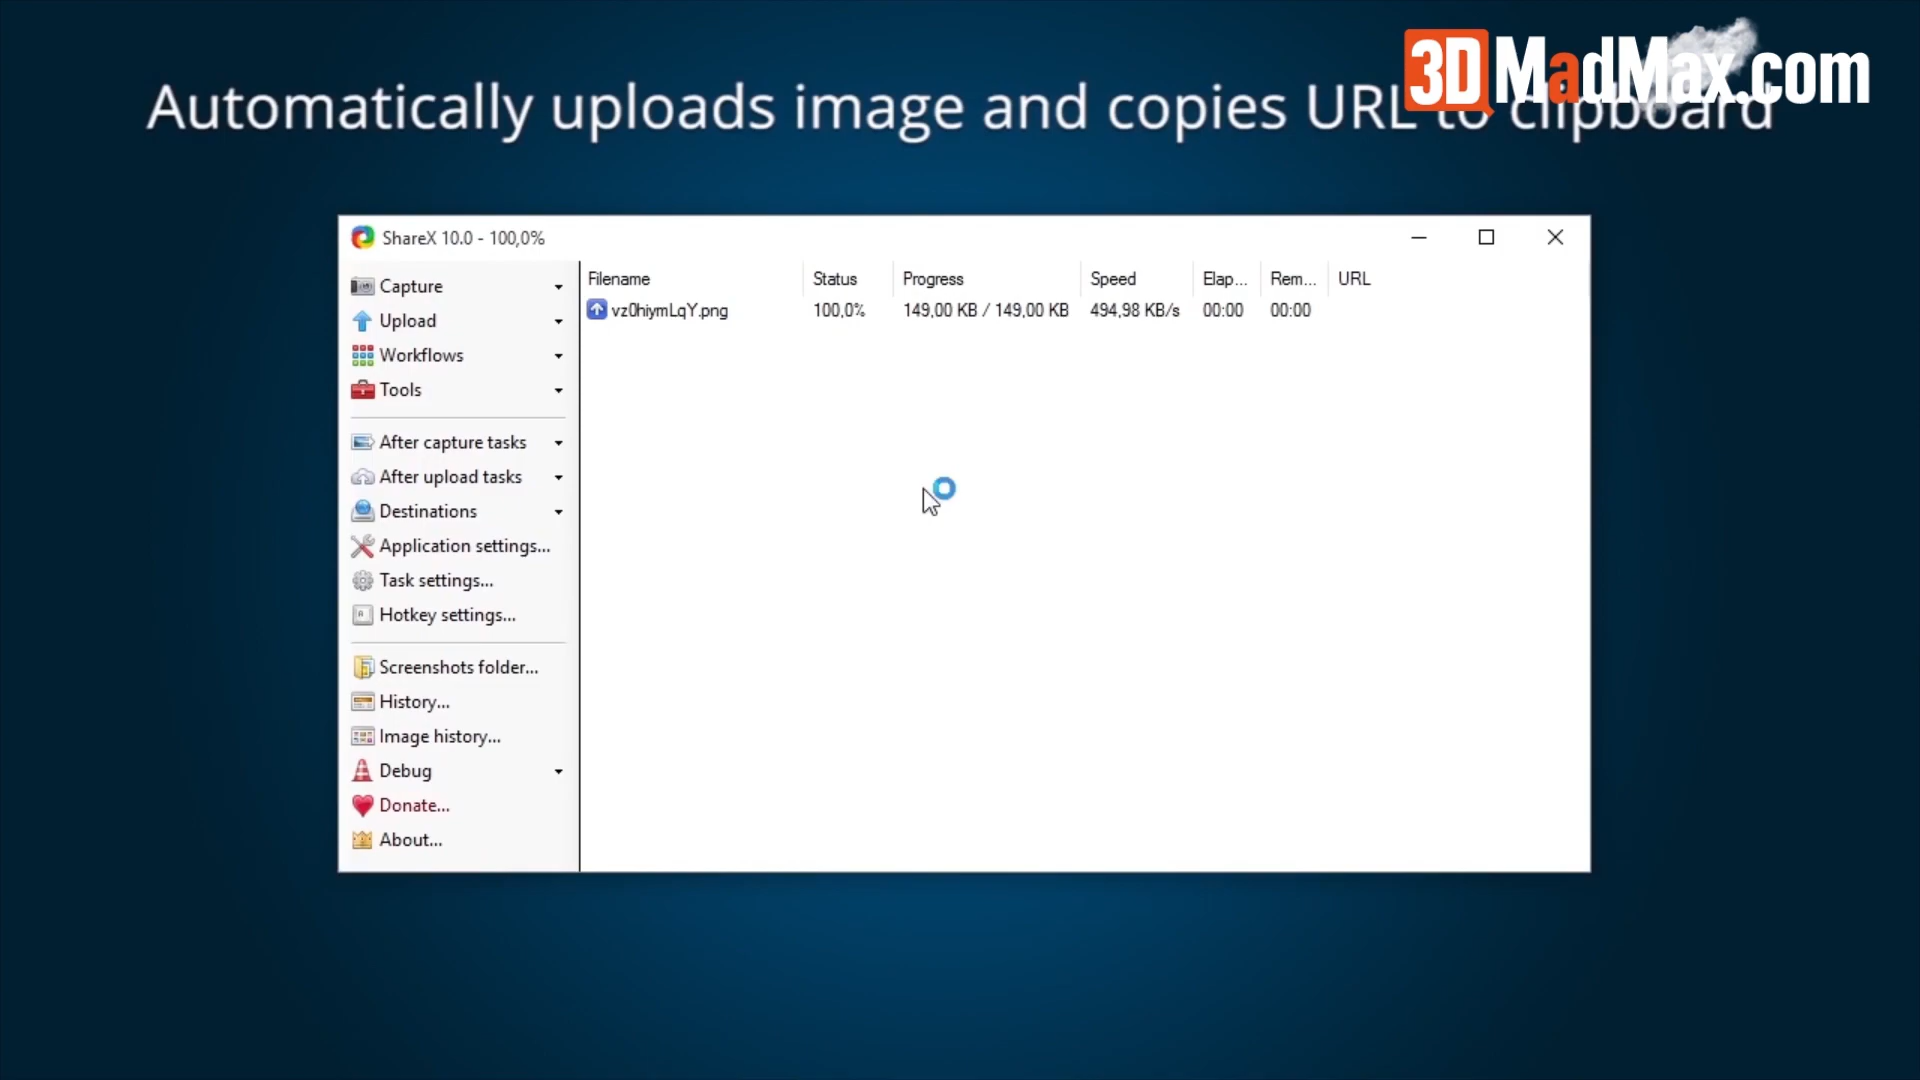 3DMadMax.com
Automatically uploads image and copies URL to clipboard
ShareX 10.0 - 100,0%
Capture
Upload
Workflows
Tools
After capture tasks
After upload tasks
Destinations
Application settings...
Task settings...
Hotkey settings...
Screenshots folder...
History...
Image history...
Debug
Donate...
About...
Filename Status Progress Speed Elap... Rem... URL
vz0hiymLqY.png 100,0% 149,00 KB / 149,00 KB 494,98 KB/s 00:00 00:00